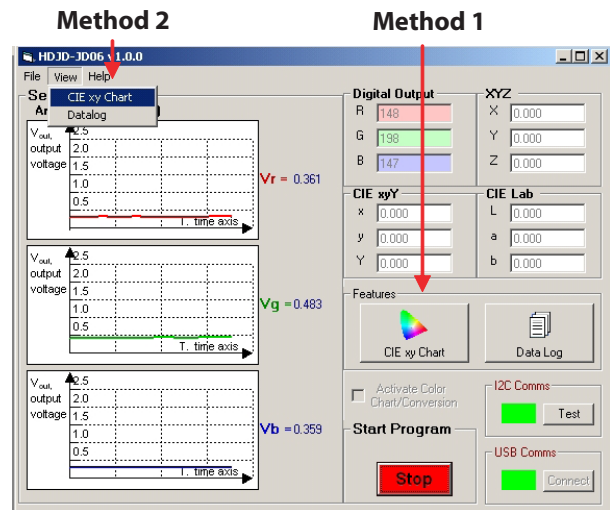 Method 2
Method 1
HDJD-JD06 v1.0.0
File View Help
CIE xy Chart
Datalog
Digital Output
R 148
G 198
B 147
XYZ
X 0.000
Y 0.000
Z 0.000
CIE xyY
x 0.000
y 0.000
Y 0.000
CIE Lab
L 0.000
a 0.000
b 0.000
Vout,
output
voltage
2.5
2.0
1.5
1.0
0.5
T. time axis
Vr = 0.361
Vout,
output
voltage
2.5
2.0
1.5
1.0
0.5
T. time axis
Vg = 0.483
Vout,
output
voltage
2.5
2.0
1.5
1.0
0.5
T. time axis
Vb = 0.359
Features
CIE xy Chart
Data Log
Activate Color
Chart/Conversion
Start Program
Stop
I2C Comms
Test
USB Comms
Connect